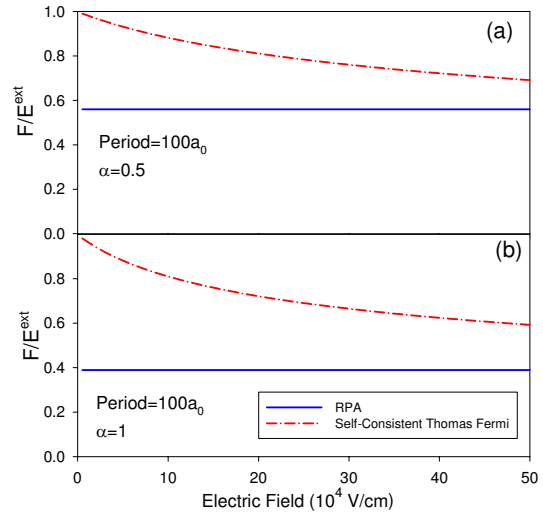 (a)
1.0
0.8
0.6
0.4
0.2
0.0
F/E^ext
Period=100a₀
α=0.5
(b)
0.8
0.6
0.4
0.2
0.0
F/E^ext
Period=100a₀
α=1
RPA
Self-Consistent Thomas Fermi
0 10 20 30 40 50
Electric Field (10⁴ V/cm)